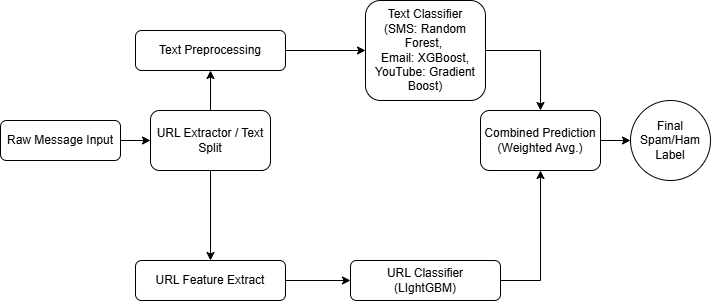 Raw Message Input
URL Extractor / Text
Split
Text Preprocessing
Text Classifier
(SMS: Random
Forest,
Email: XGBoost,
YouTube: Gradient
Boost)
URL Feature Extract
URL Classifier
(LIghtGBM)
Combined Prediction
(Weighted Avg.)
Final
Spam/Ham
Label